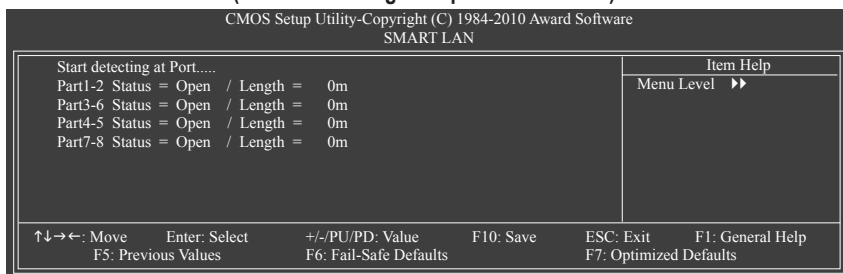 CMOS Setup Utility-Copyright (C) 1984-2010 Award Software
SMART LAN
Start detecting at Port.....
Part1-2 Status = Open / Length = 0m
Part3-6 Status = Open / Length = 0m
Part4-5 Status = Open / Length = 0m
Part7-8 Status = Open / Length = 0m
Item Help
Menu Level ▶▶
↑↓→←: Move Enter: Select +/-/PU/PD: Value F10: Save ESC: Exit F1: General Help
F5: Previous Values F6: Fail-Safe Defaults F7: Optimized Defaults